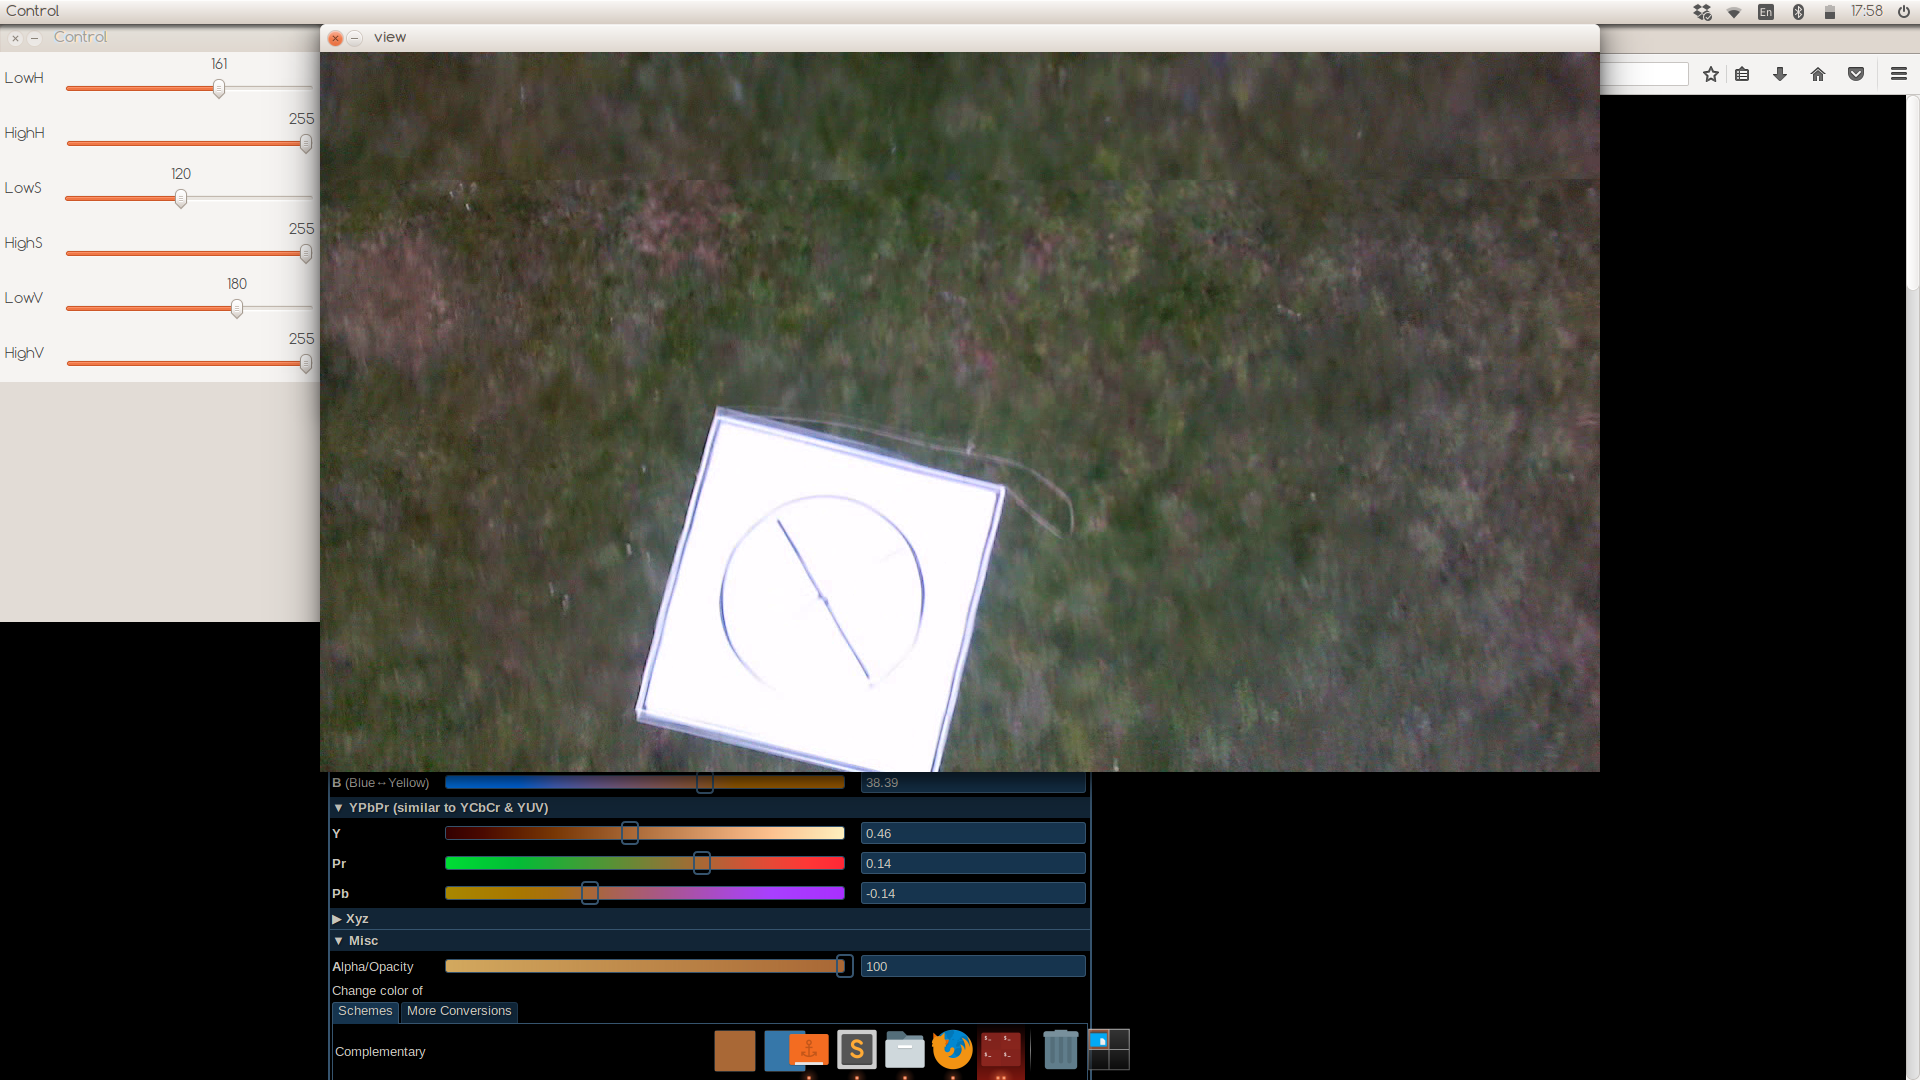 Control
En
17:58
Control
view
LowH
161
HighH
255
LowS
120
HighS
255
LowV
180
HighV
255
B (Blue↔Yellow)
38.39
▼ YPbPr (similar to YCbCr & YUV)
Y
0.46
Pr
0.14
Pb
-0.14
▶ Xyz
▼ Misc
Alpha/Opacity
100
Change color of
Schemes
More Conversions
Complementary
S